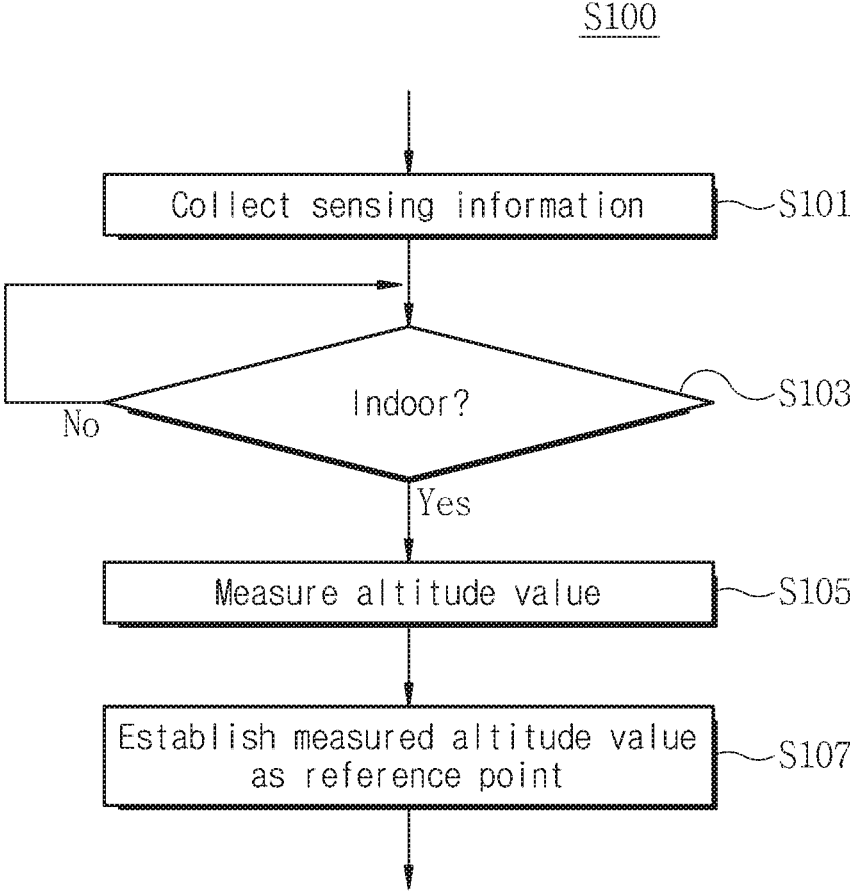 S100
Collect sensing information
S101
Indoor?
S103
No
Yes
Measure altitude value
S105
Establish measured altitude value
as reference point
S107